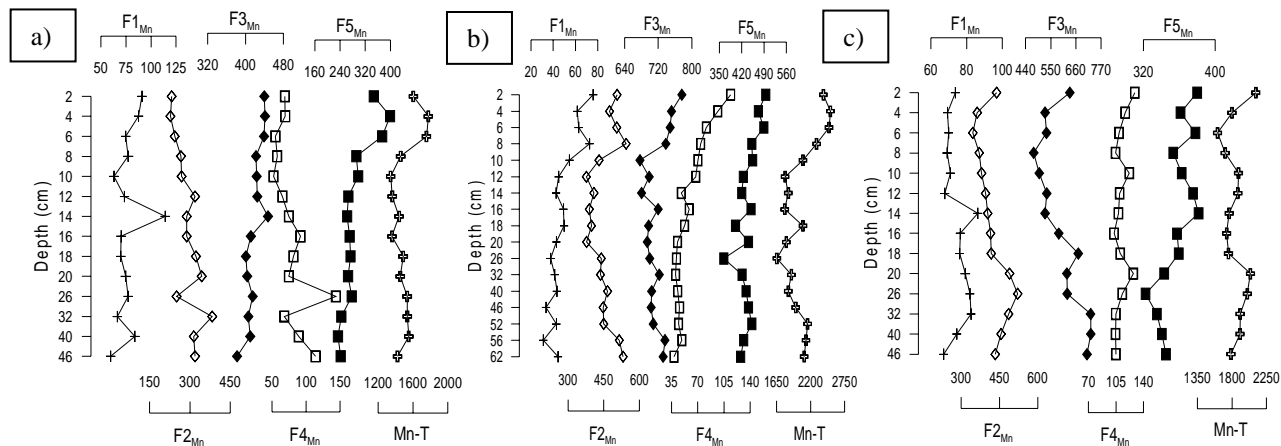 a)
F1Mn
F3Mn
F5Mn
50 75 100 125 320 400 480 160 240 320 400
Depth (cm)
2
4
6
8
10
12
14
16
18
20
26
32
40
46
150 300 450 50 100 150 1200 1600 2000
F2Mn
F4Mn
Mn-T
b)
F1Mn
F3Mn
F5Mn
20 40 60 80 640 720 800 350 420 490 560
Depth (cm)
2
4
6
8
10
12
14
16
18
20
26
32
40
46
52
56
62
300 450 600 35 70 105 140 1650 2200 2750
F2Mn
F4Mn
Mn-T
c)
F1Mn
F3Mn
F5Mn
60 80 100 440 550 660 770 320 400
Depth (cm)
2
4
6
8
10
12
14
16
18
20
26
32
40
46
300 450 600 70 105 140 1350 1800 2250
F2Mn
F4Mn
Mn-T